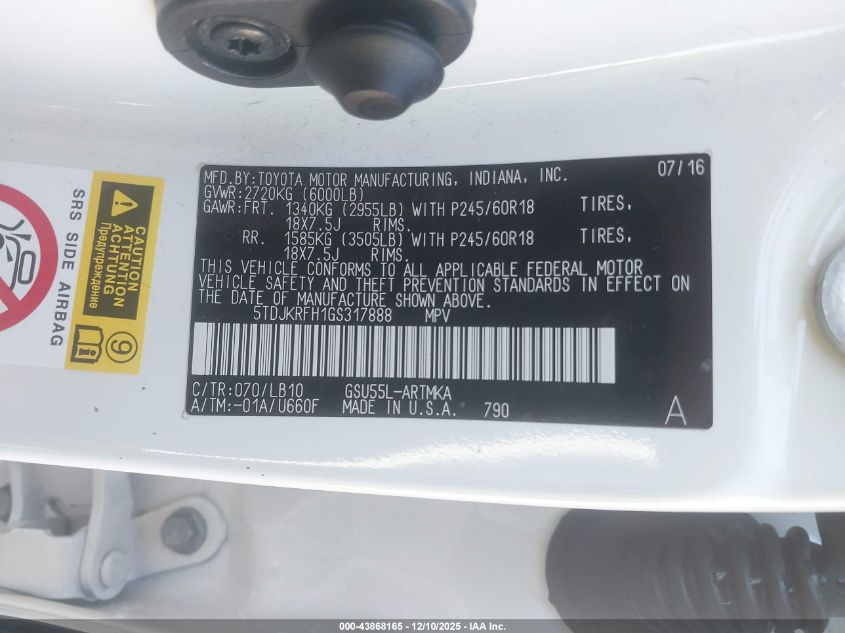 MFD.BY:TOYOTA MOTOR MANUFACTURING, INDIANA, INC. 07/16
GVWR:2720KG (6000LB)
GAWR:FRT. 1340KG (2955LB) WITH P245/60R18 TIRES,
18X7.5J RIMS.
RR. 1585KG (3505LB) WITH P245/60R18 TIRES,
18X7.5J RIMS.
THIS VEHICLE CONFORMS TO ALL APPLICABLE FEDERAL MOTOR
VEHICLE SAFETY AND THEFT PREVENTION STANDARDS IN EFFECT ON
THE DATE OF MANUFACTURE SHOWN ABOVE.
5TDJKRFH1GS317888 MPV
C/TR:070/LB10 GSU55L-ARTMKA
A/TM:-01A/U660F MADE IN U.S.A. 790 A
SRS SIDE AIRBAG
CAUTION
ATTENTION
ACHTUNG
Предупреждение
9
000-43868165 — 12/10/2025 — IAA Inc.